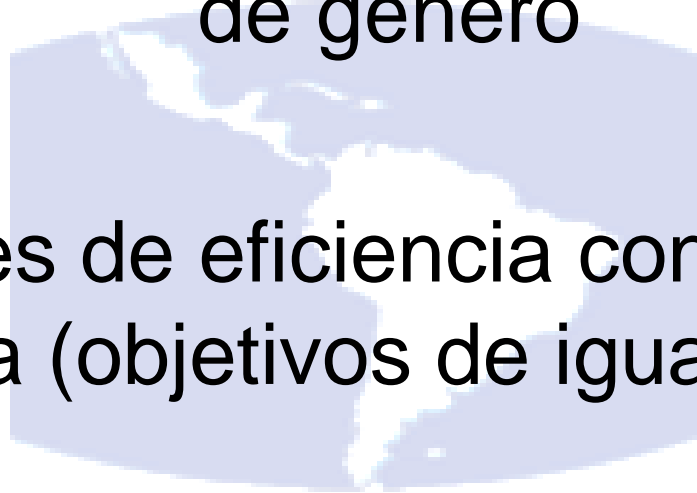 de género
es de eficiencia con
a (objetivos de igua